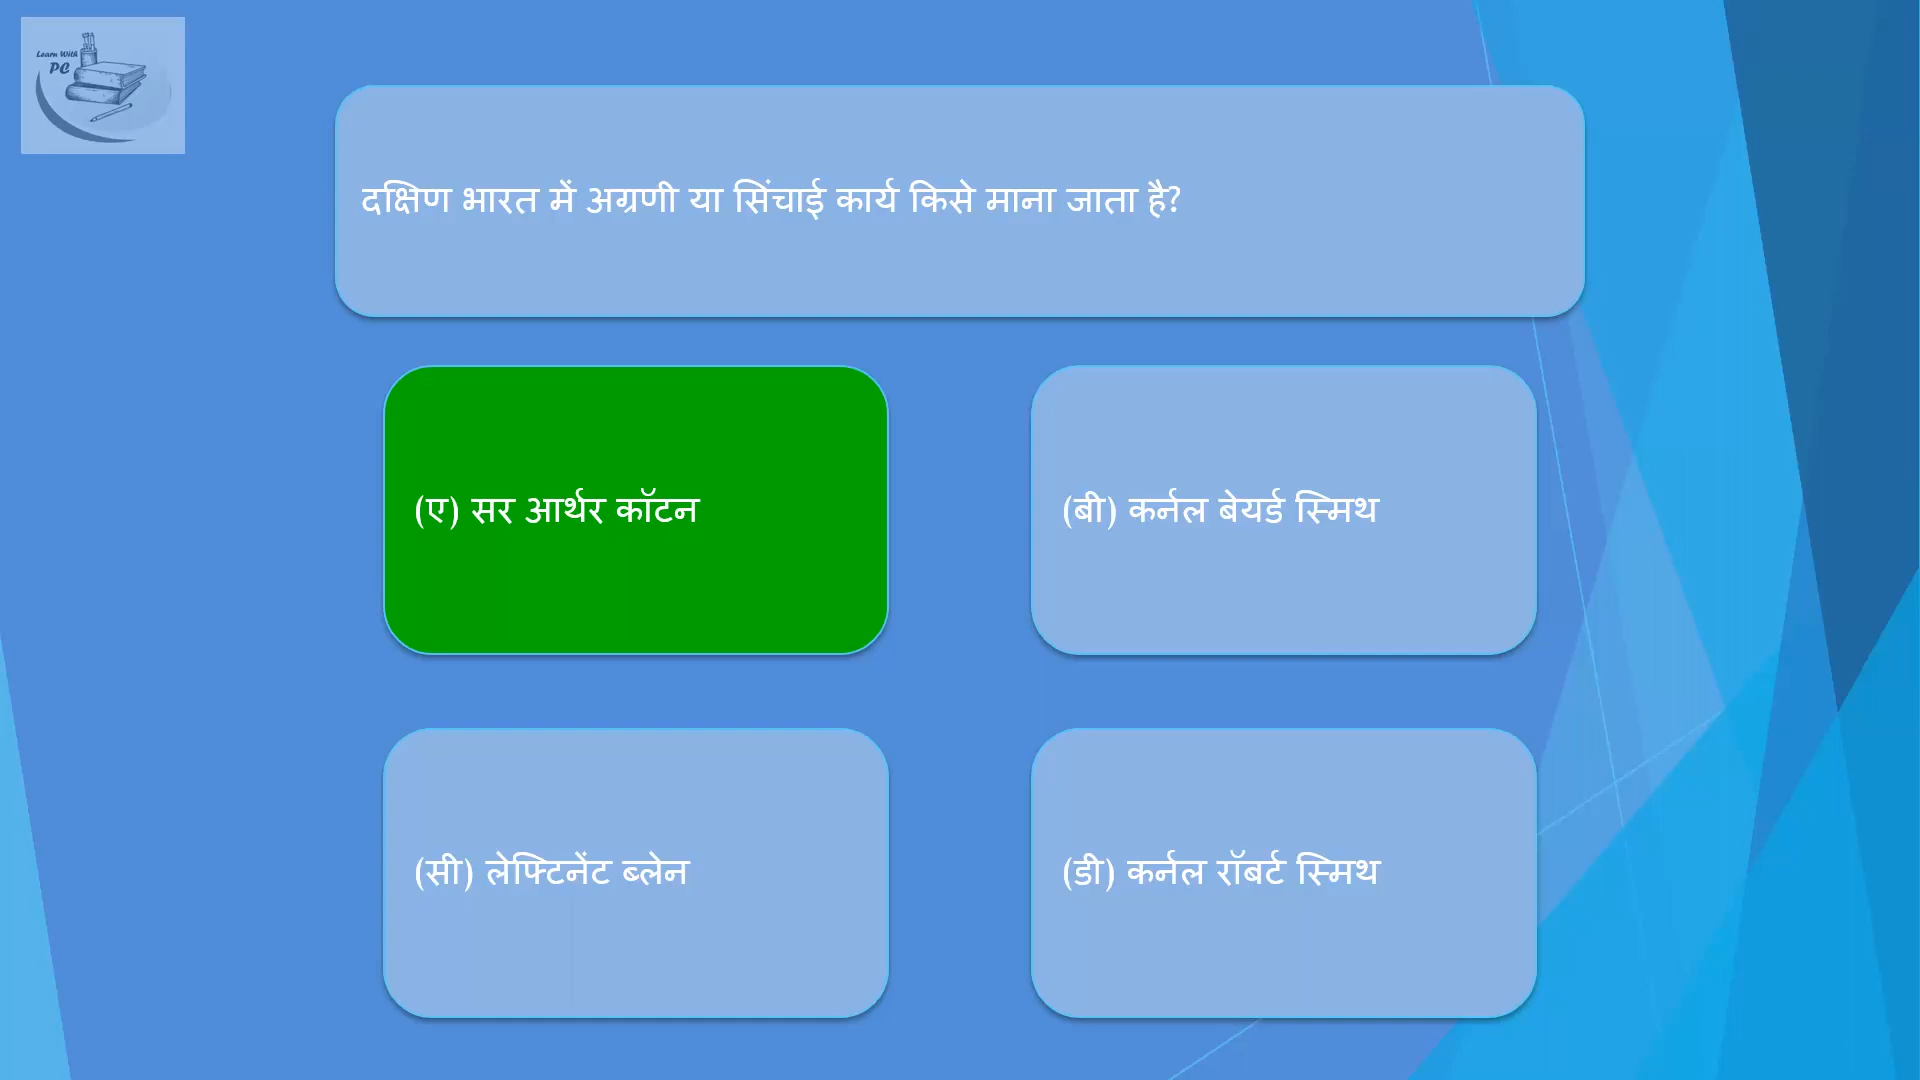 Learn With
PC
दक्षिण भारत में अग्रणी या सिंचाई कार्य किसे माना जाता है?
(ए) सर आर्थर कॉटन
(बी) कर्नल बेयर्ड स्मिथ
(सी) लेफ्टिनेंट ब्लेन
(डी) कर्नल रॉबर्ट स्मिथ